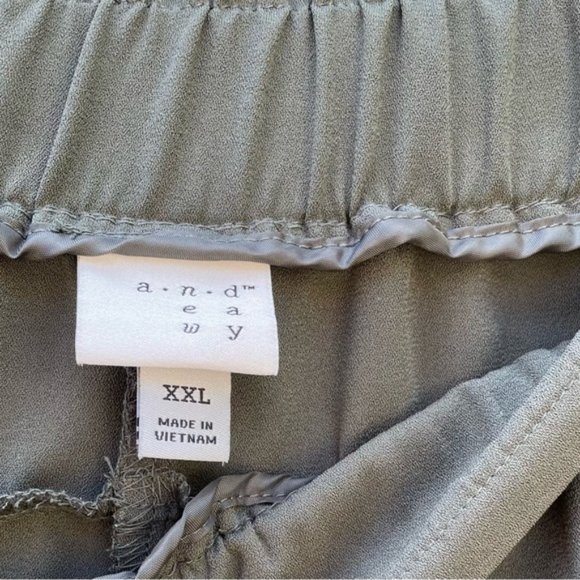 a·n·d™
e a
w y
XXL
MADE IN
VIETNAM